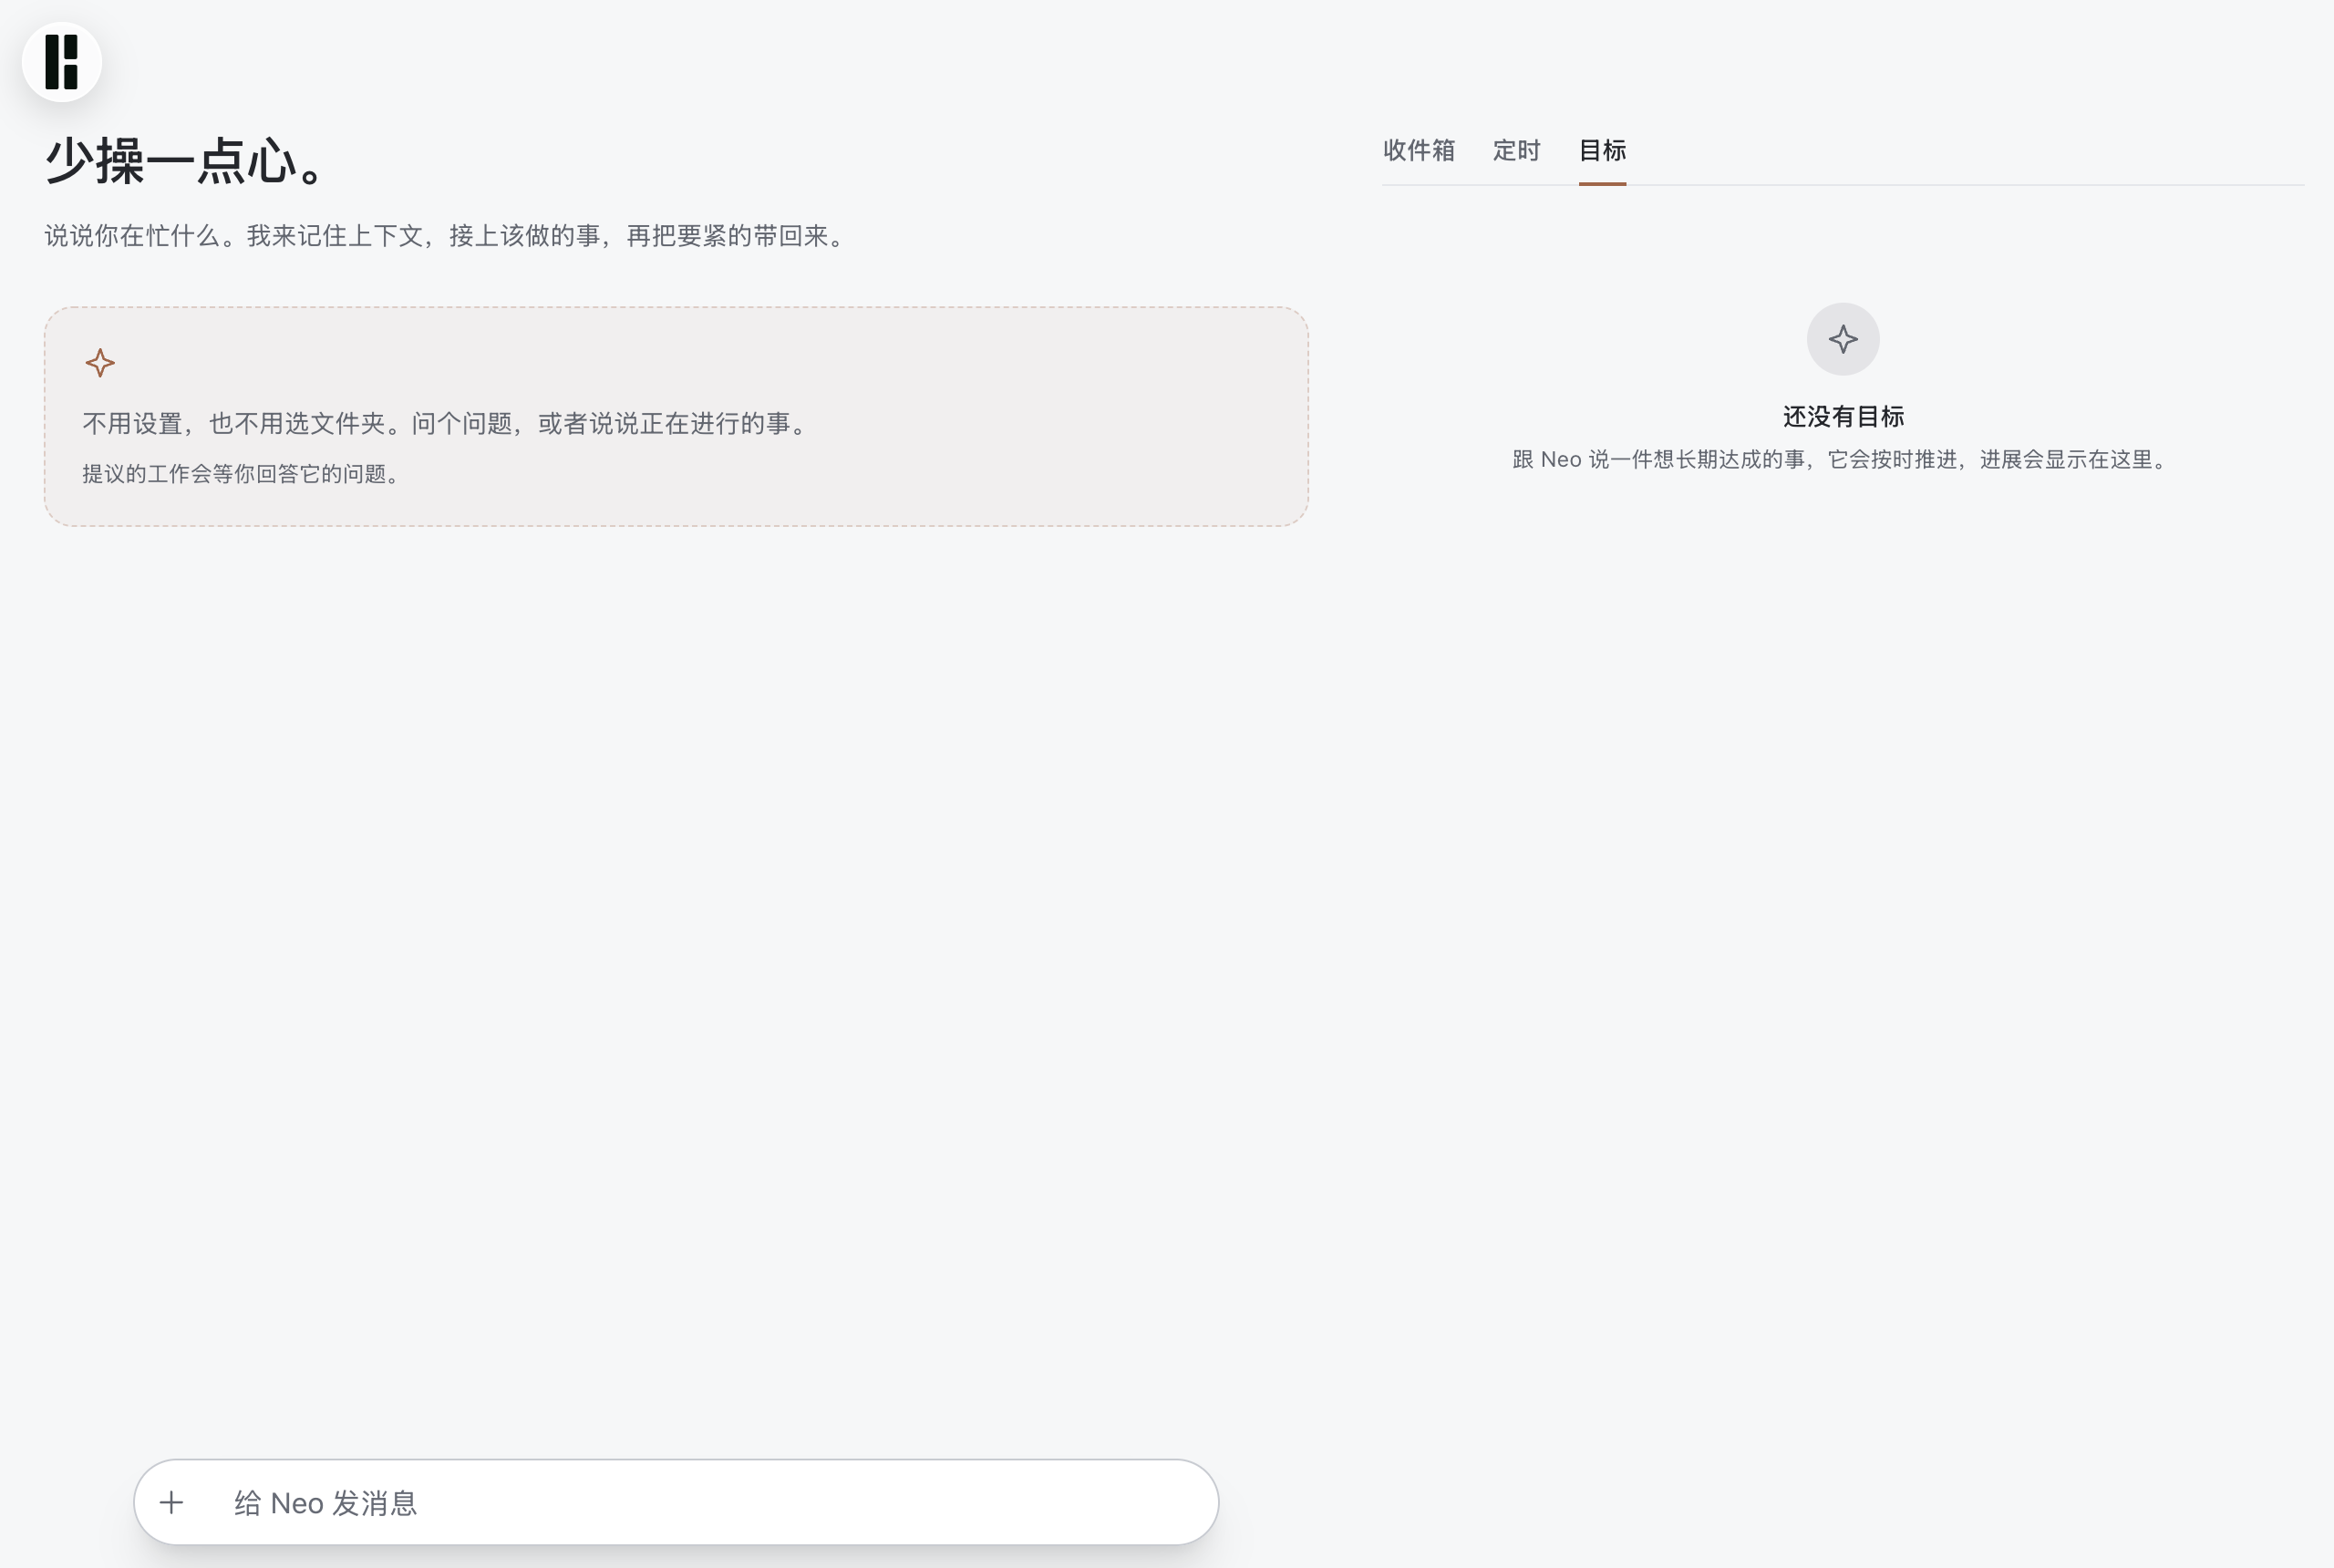 少操一点心。
说说你在忙什么。我来记住上下文，接上该做的事，再把要紧的带回来。
不用设置，也不用选文件夹。问个问题，或者说说正在进行的事。
提议的工作会等你回答它的问题。
给 Neo 发消息
收件箱 定时 目标
还没有目标
跟 Neo 说一件想长期达成的事，它会按时推进，进展会显示在这里。